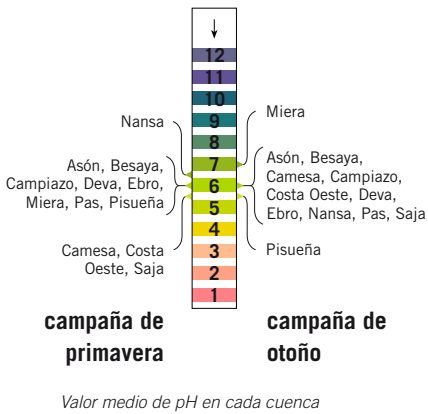 ↓
12
11
10
9
8
7
6
5
4
3
2
1
Nansa
Asón, Besaya,
Campiazo, Deva, Ebro,
Miera, Pas, Pisueña
Camesa, Costa
Oeste, Saja
campaña de
primavera
Miera
Asón, Besaya,
Camesa, Campiazo,
Costa Oeste, Deva,
Ebro, Nansa, Pas, Saja
Pisueña
campaña de
otoño
Valor medio de pH en cada cuenca